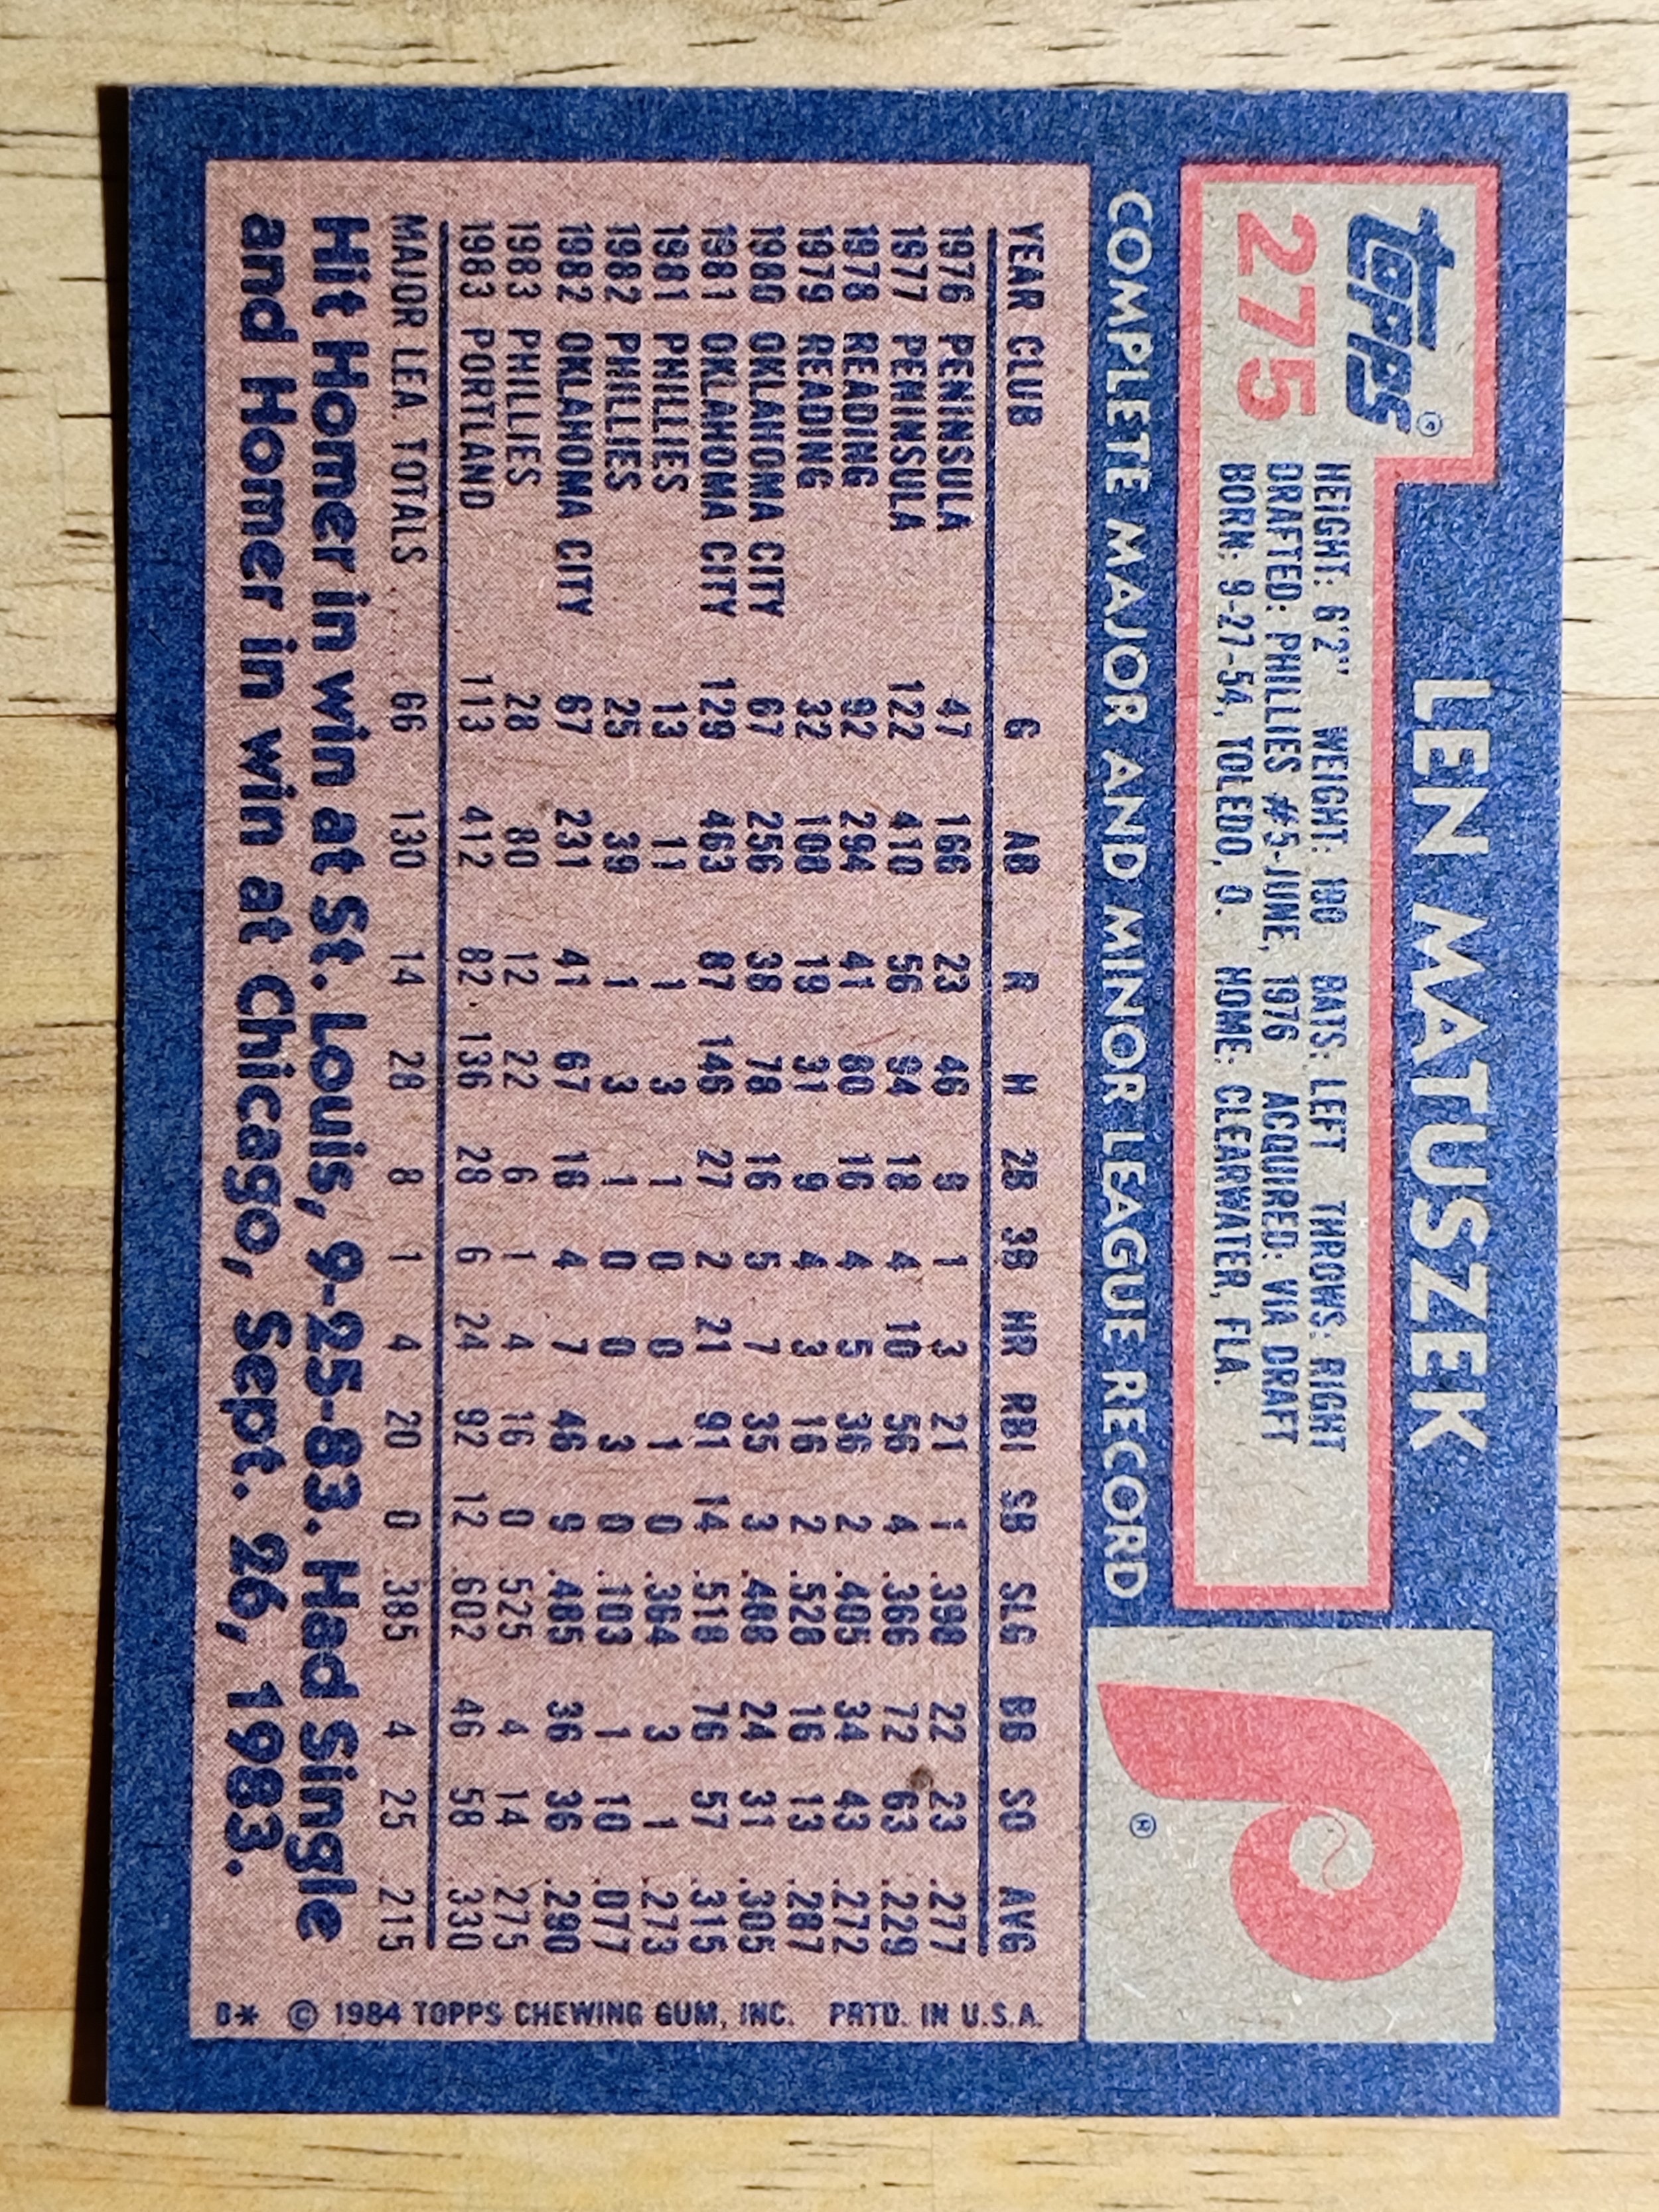 topps®
275
LEN MATUSZEK
HEIGHT: 6'2" WEIGHT: 180 BATS: LEFT THROWS: RIGHT
DRAFTED: PHILLIES #5-JUNE, 1976 ACQUIRED: VIA DRAFT
BORN: 9-27-54, TOLEDO, O. HOME: CLEARWATER, FLA.
COMPLETE MAJOR AND MINOR LEAGUE RECORD
YEAR CLUB G AB R H 2B 3B HR RBI SB SLG BB SO AVG
1976 PENINSULA 47 166 23 46 9 1 3 21 1 .398 22 23 .277
1977 PENINSULA 122 410 56 94 18 4 10 56 4 .366 72 63 .229
1978 READING 92 294 41 80 16 4 5 36 2 .405 34 43 .272
1979 READING 32 108 19 31 9 4 3 16 2 .528 16 13 .287
1980 OKLAHOMA CITY 67 256 38 78 16 5 7 35 3 .488 24 31 .305
1981 OKLAHOMA CITY 129 463 87 146 27 2 21 91 14 .518 76 57 .315
1981 PHILLIES 13 11 1 3 1 0 0 1 0 .364 3 1 .273
1982 PHILLIES 25 39 1 3 1 0 0 3 0 .103 1 10 .077
1982 OKLAHOMA CITY 67 231 41 67 16 4 7 46 9 .485 36 36 .290
1983 PHILLIES 28 80 12 22 6 1 4 16 0 .525 4 14 .275
1983 PORTLAND 113 412 82 136 28 6 24 92 12 .602 46 58 .330
MAJOR LEA. TOTALS 66 130 14 28 8 1 4 20 0 .385 4 25 .215
Hit Homer in win at St. Louis, 9-25-83. Had Single
and Homer in win at Chicago, Sept. 26, 1983.
B* © 1984 TOPPS CHEWING GUM, INC. PRTD. IN U.S.A.
P
®